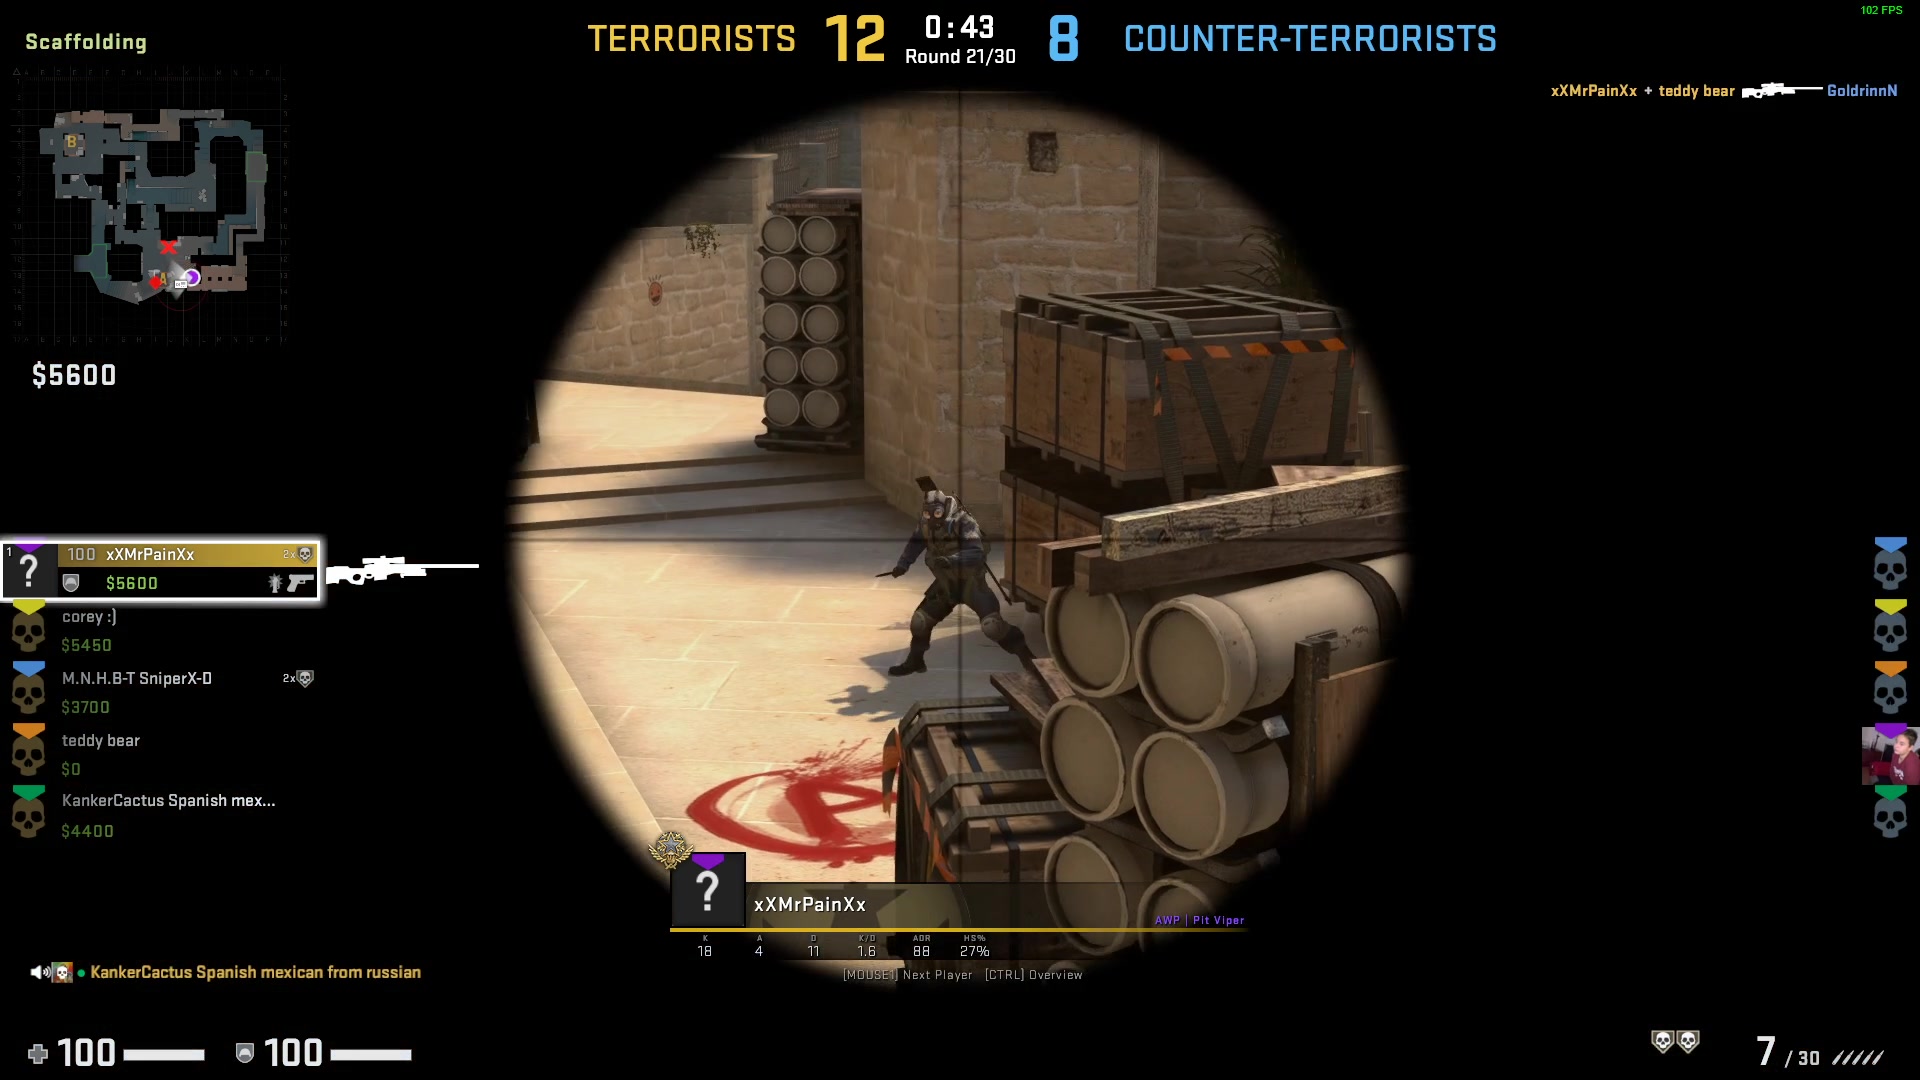 102 FPS
Scaffolding
TERRORISTS 12 0:43 8 COUNTER-TERRORISTS
Round 21/30
xXMrPainXx + teddy bear GoldrinnN
B
A
$5600
1 ? 100 xXMrPainXx 2x
$5600
corey :)
$5450
M.N.H.B-T SniperX-D 2x
$3700
teddy bear
$0
KankerCactus Spanish mex...
$4400
? xXMrPainXx
AWP | Pit Viper
K A D K/D ADR HS%
18 4 11 1.6 88 27%
[MOUSE1] Next Player [CTRL] Overview
KankerCactus Spanish mexican from russian
100 100 7 / 30